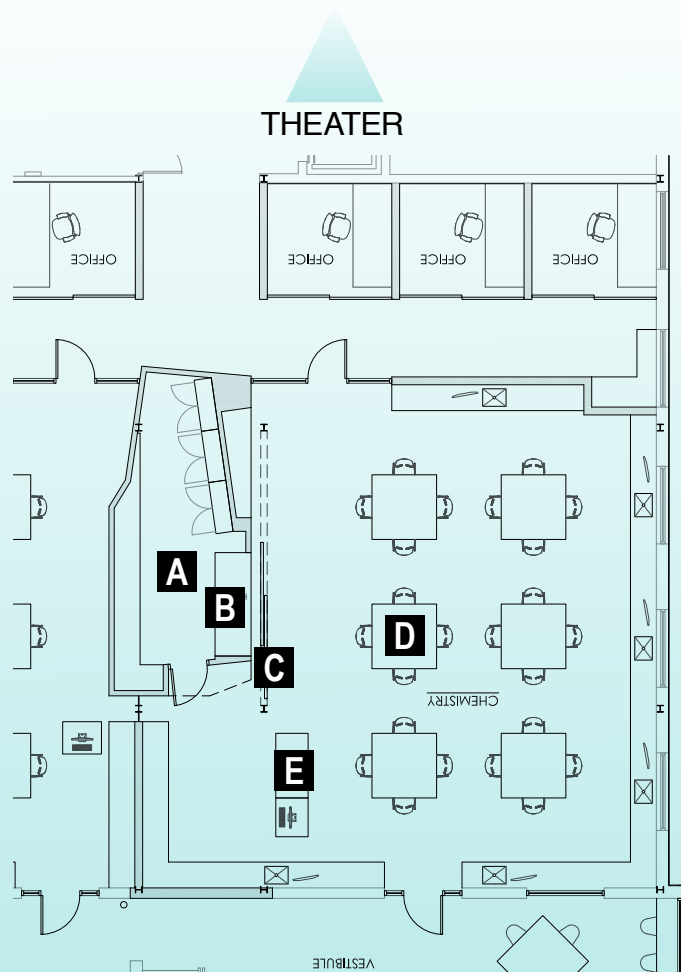 THEATER
OFFICE
OFFICE
OFFICE
OFFICE
A
B
C
D
CHEMISTRY
E
VESTIBULE